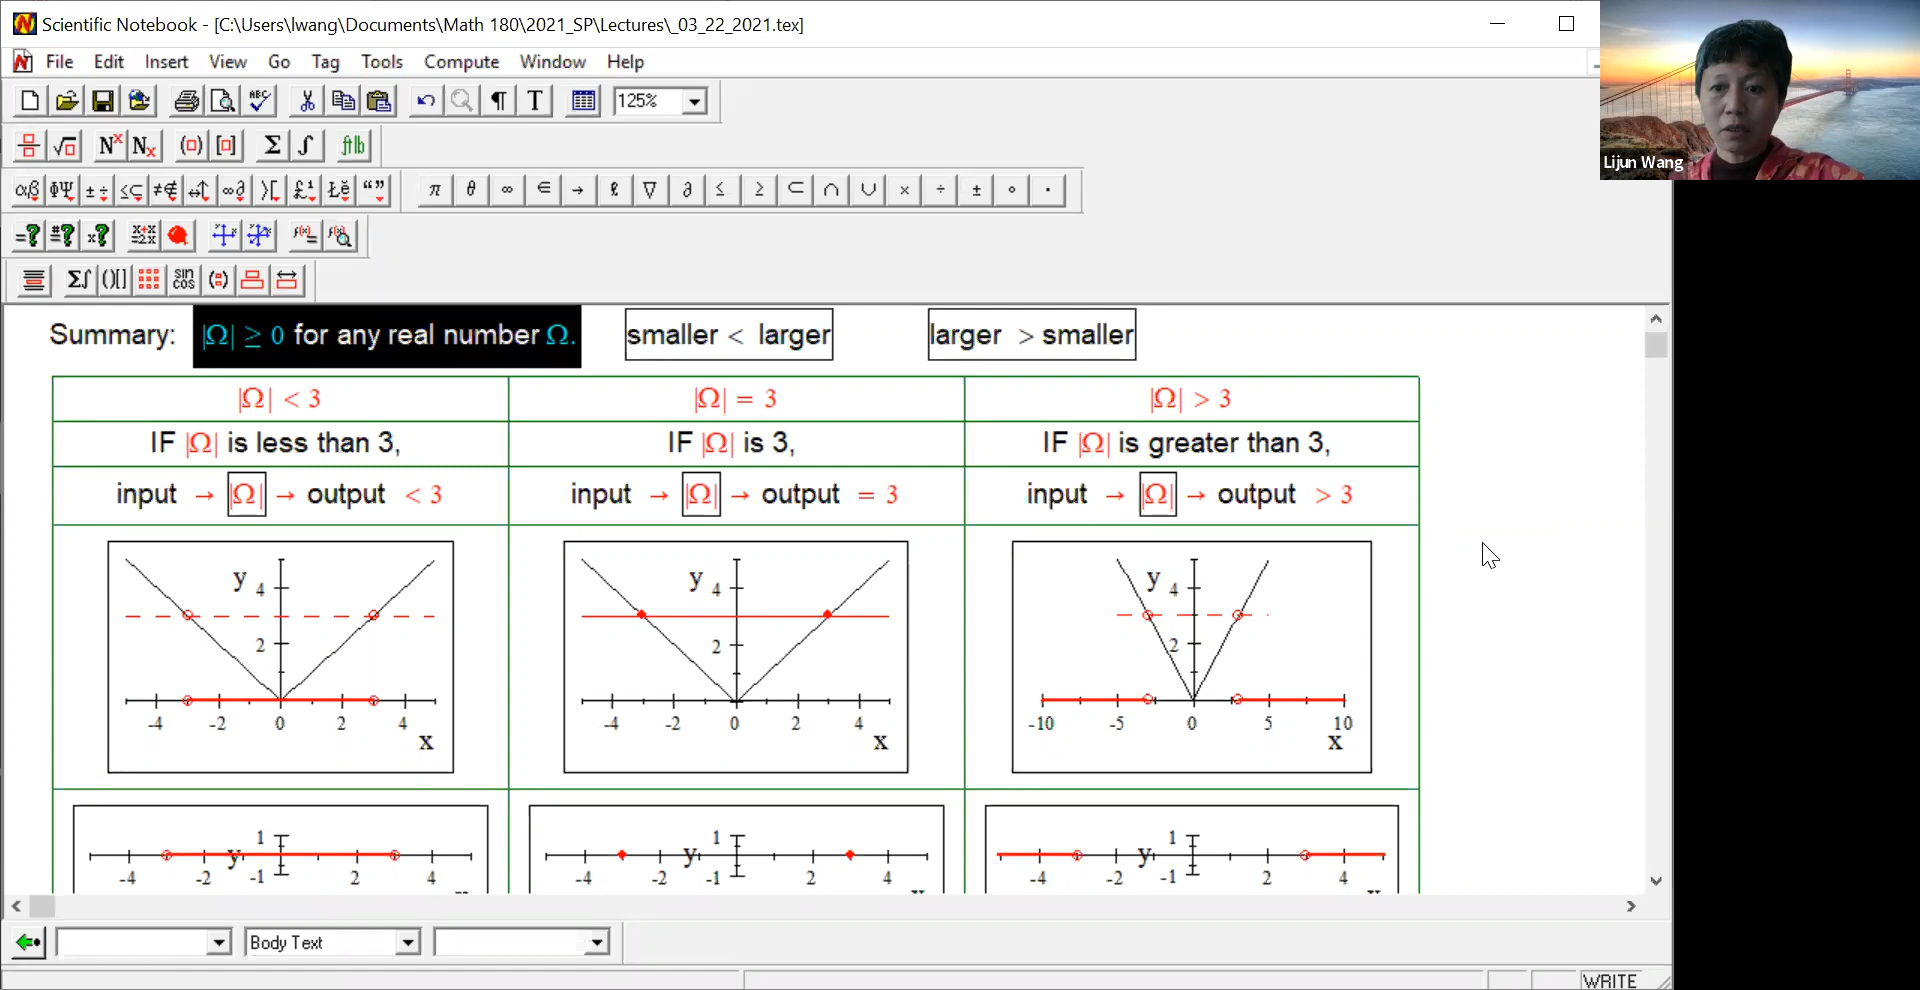 Scientific Notebook - [C:\Users\lwang\Documents\Math 180\2021_SP\Lectures\_03_22_2021.tex]
File Edit Insert View Go Tag Tools Compute Window Help
125%
Lijun Wang
Summary: |Ω| ≥ 0 for any real number Ω. smaller < larger larger > smaller
|Ω| < 3 |Ω| = 3 |Ω| > 3
IF |Ω| is less than 3, IF |Ω| is 3, IF |Ω| is greater than 3,
input → |Ω| → output < 3 input → |Ω| → output = 3 input → |Ω| → output > 3
y 4 y 4 y 4
2 2 2
-4 -2 0 2 4 -4 -2 0 2 4 -10 -5 0 5 10
x x x
y 1 y 1 y 1
-4 -2 -1 2 4 -4 -2 -1 2 4 -4 -2 -1 2 4
Body Text
WRITE